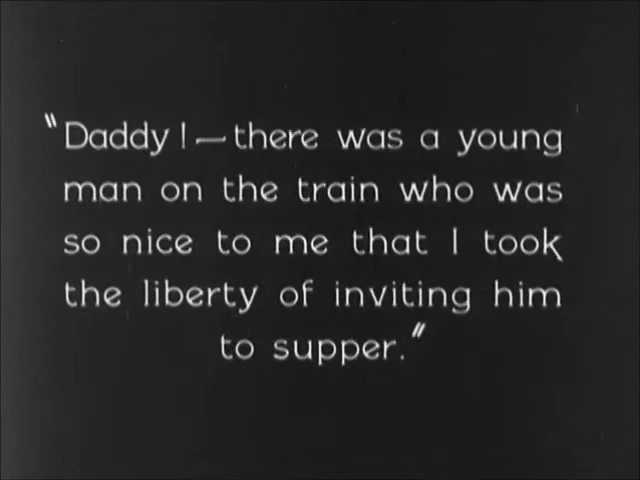 "Daddy!—there was a young
man on the train who was
so nice to me that I took
the liberty of inviting him
to supper."